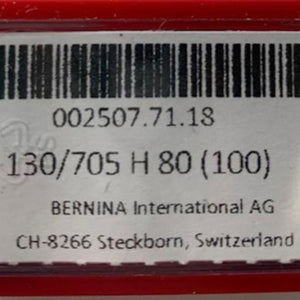 002507.71.18
130/705 H 80 (100)
BERNINA International AG
CH-8266 Steckborn, Switzerland